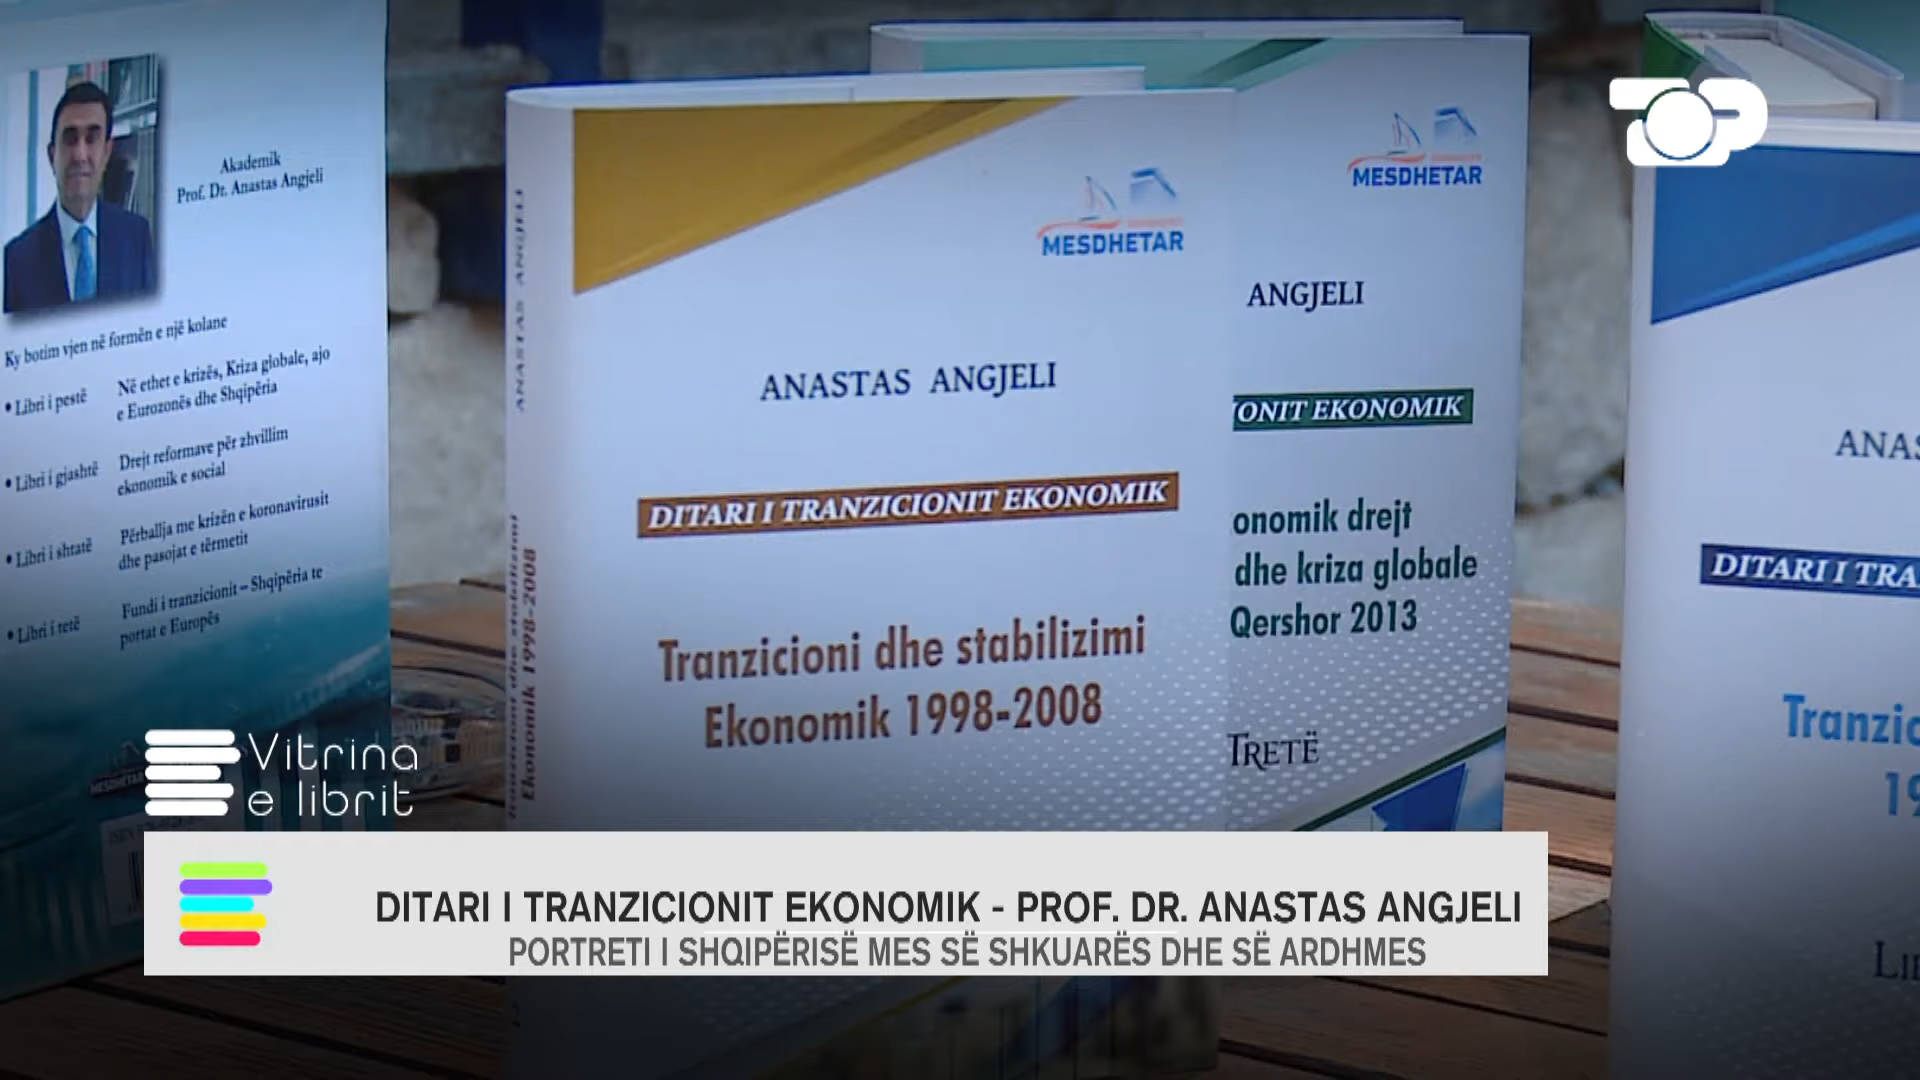 Akademik
Prof. Dr. Anastas Angjeli
Ky botim vjen në formën e një kolane
• Libri i pestë Në ethet e krizës, Kriza globale, ajo
e Eurozonës dhe Shqipëria
• Libri i gjashtë Drejt reformave për zhvillim
ekonomik e social
• Libri i shtatë Përballja me krizën e koronavirusit
dhe pasojat e tërmetit
• Libri i tetë Fundi i tranzicionit – Shqipëria te
portat e Europës
MESDHETAR
ANASTAS ANGJELI
Ekonomik 1998-2008
MESDHETAR
ANASTAS ANGJELI
DITARI I TRANZICIONIT EKONOMIK
Tranzicioni dhe stabilizimi
Ekonomik 1998-2008
MESDHETAR
ANGJELI
ONIT EKONOMIK
onomik drejt
dhe kriza globale
Qershor 2013
TRETË
TOP
ANAS
DITARI I TRA
Tranzic
19
Vitrina
e librit
DITARI I TRANZICIONIT EKONOMIK - PROF. DR. ANASTAS ANGJELI
PORTRETI I SHQIPËRISË MES SË SHKUARËS DHE SË ARDHMES